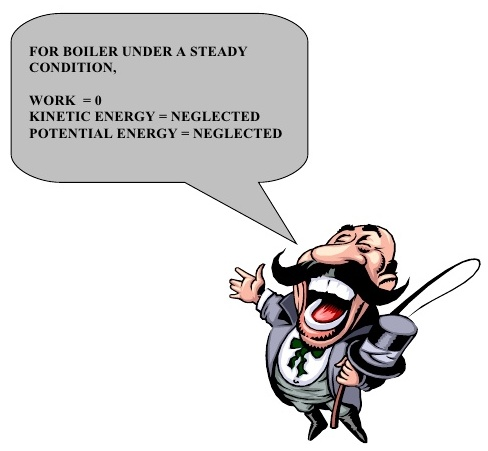 FOR BOILER UNDER A STEADY
CONDITION,
WORK = 0
KINETIC ENERGY = NEGLECTED
POTENTIAL ENERGY = NEGLECTED